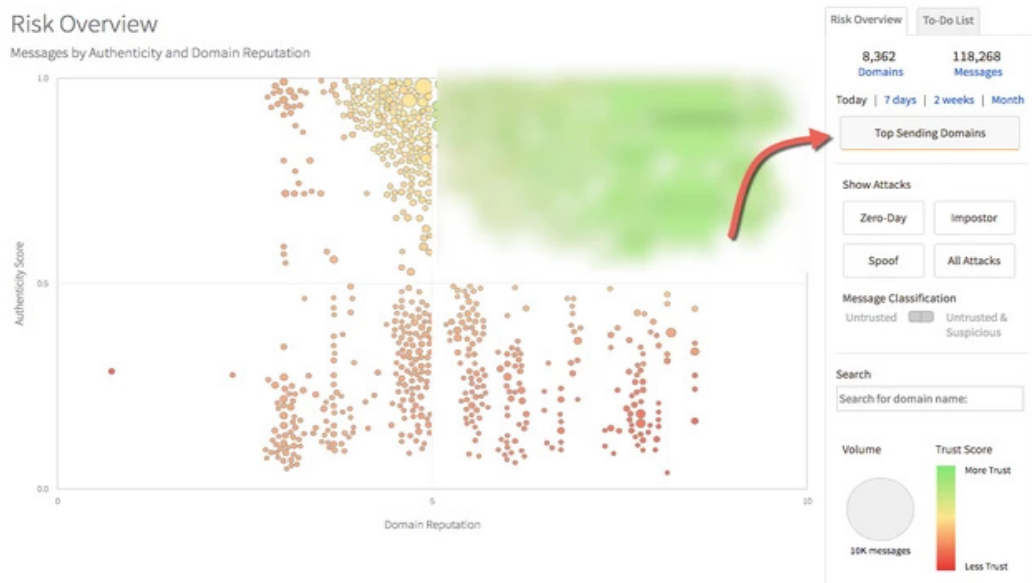 Risk Overview
Messages by Authenticity and Domain Reputation
1.0
0.5
0.0
Authenticity Score
0
5
10
Domain Reputation
Risk Overview
To-Do List
8,362
Domains
118,268
Messages
Today | 7 days | 2 weeks | Month
Top Sending Domains
Show Attacks
Zero-Day
Impostor
Spoof
All Attacks
Message Classification
Untrusted
Untrusted &
Suspicious
Search
Search for domain name:
Volume
10K messages
Trust Score
More Trust
Less Trust